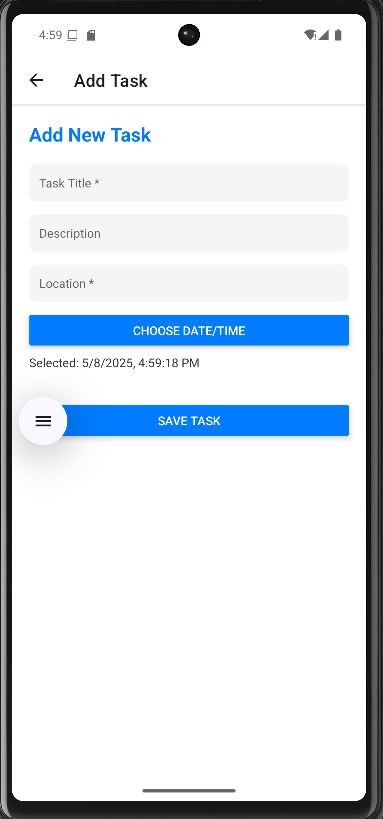 4:59
Add Task
Add New Task
Task Title *
Description
Location *
CHOOSE DATE/TIME
Selected: 5/8/2025, 4:59:18 PM
SAVE TASK